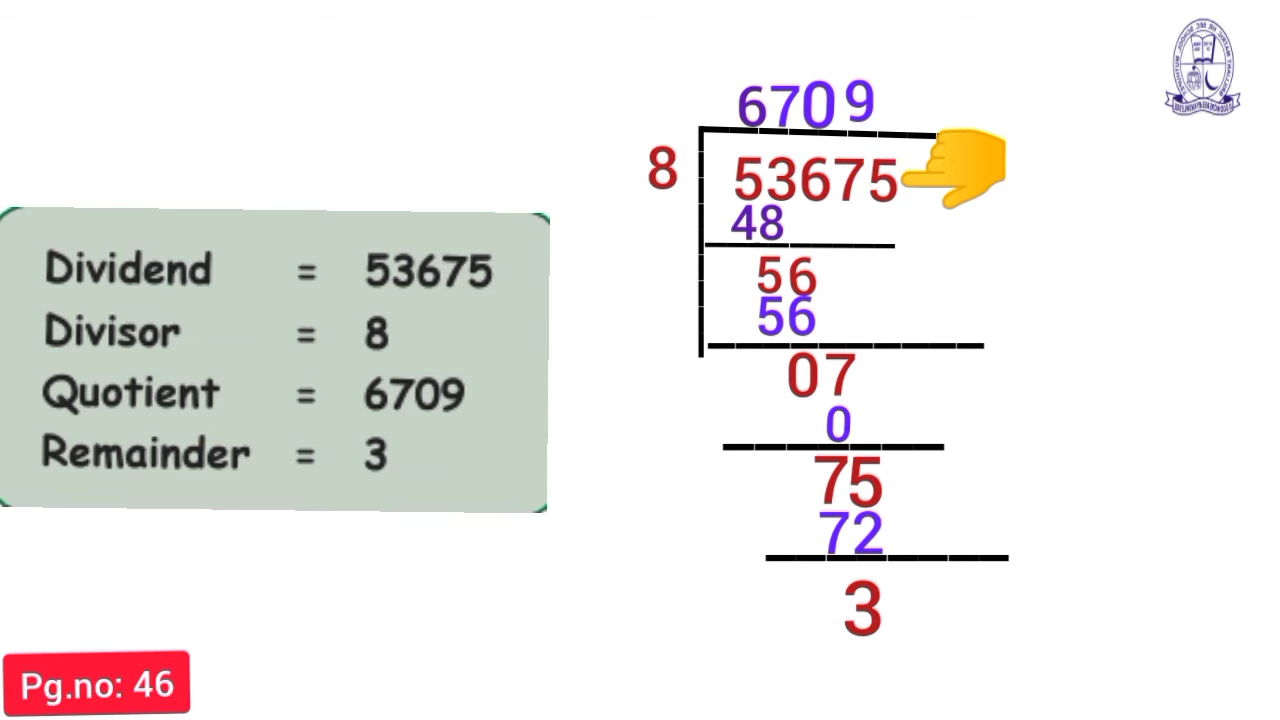 Dividend = 53675
Divisor = 8
Quotient = 6709
Remainder = 3
6709
8 53675
48
56
56
07
0
75
72
3
Pg.no: 46